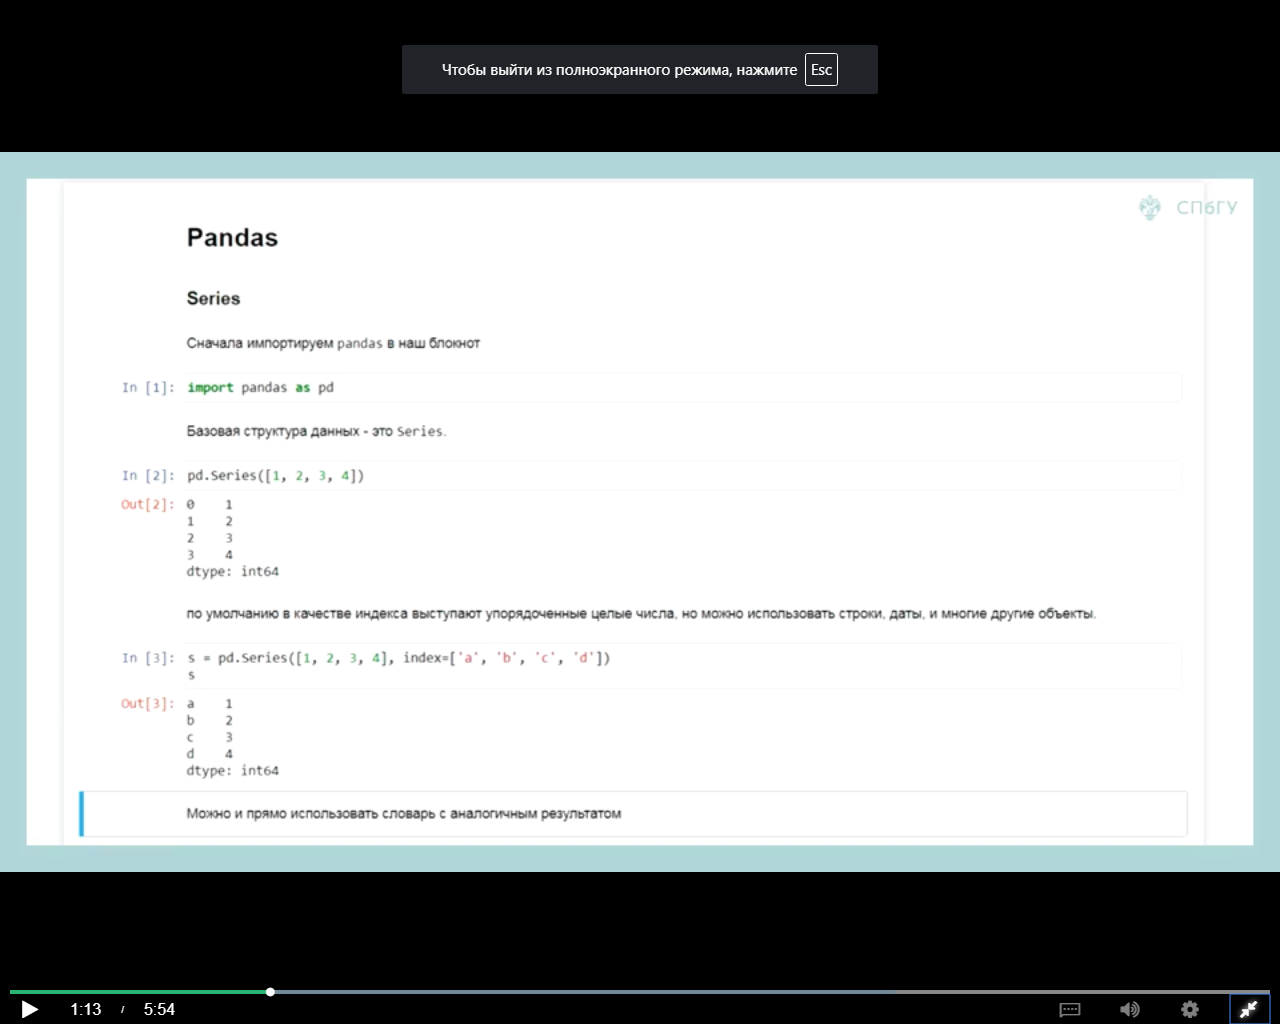 Чтобы выйти из полноэкранного режима, нажмите Esc
СПбГУ
Pandas
Series
Сначала импортируем pandas в наш блокнот
In [1]: import pandas as pd
Базовая структура данных - это Series.
In [2]: pd.Series([1, 2, 3, 4])
Out[2]: 0 1
1 2
2 3
3 4
dtype: int64
по умолчанию в качестве индекса выступают упорядоченные целые числа, но можно использовать строки, даты, и многие другие объекты.
In [3]: s = pd.Series([1, 2, 3, 4], index=['a', 'b', 'c', 'd'])
s
Out[3]: a 1
b 2
c 3
d 4
dtype: int64
Можно и прямо использовать словарь с аналогичным результатом
1:13 / 5:54